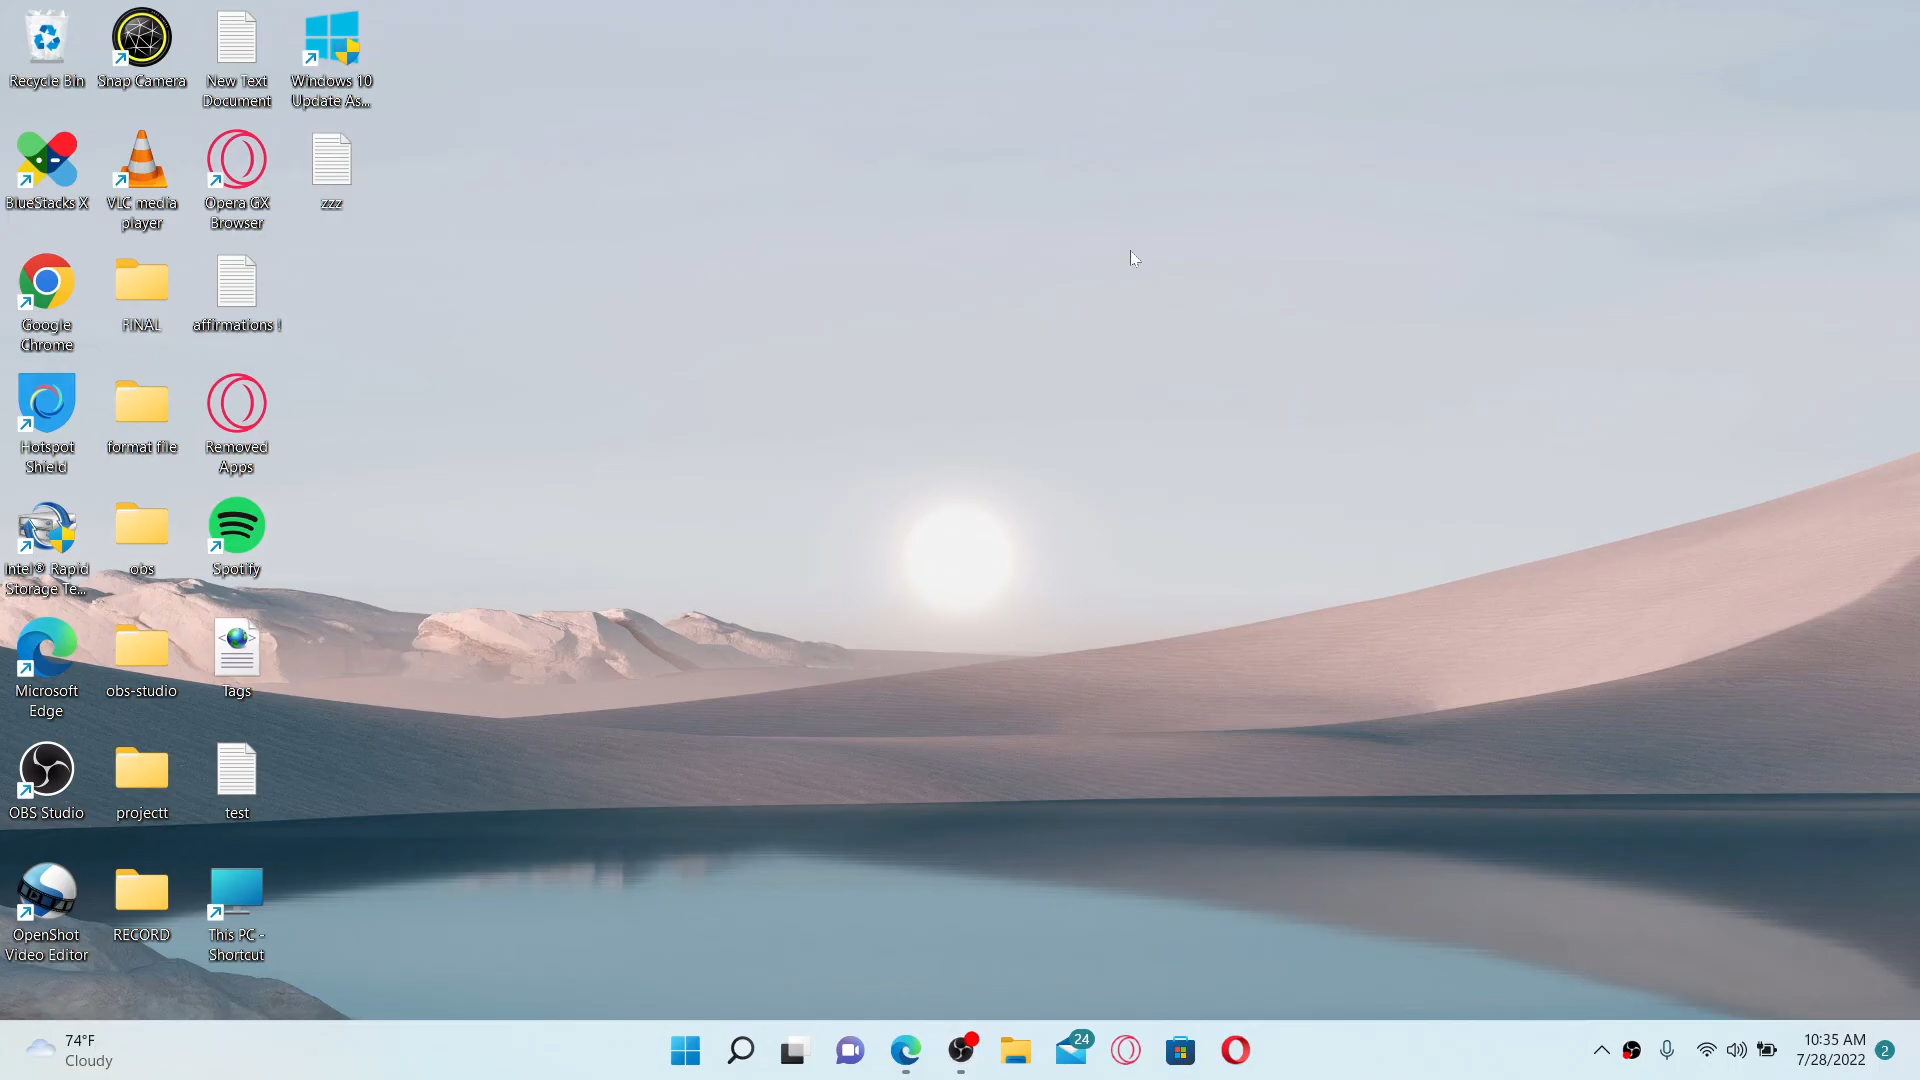 Recycle Bin
Snap Camera
New Text
Document
Windows 10
Update As...
BlueStacks X
VLC media
player
Opera GX
Browser
zzz
Google
Chrome
FINAL
affirmations !
Hotspot
Shield
format file
Removed
Apps
Intel® Rapid
Storage Te...
obs
Spotify
Microsoft
Edge
obs-studio
Tags
OBS Studio
projectt
test
OpenShot
Video Editor
RECORD
This PC -
Shortcut
74°F
Cloudy
24
10:35 AM
7/28/2022
2